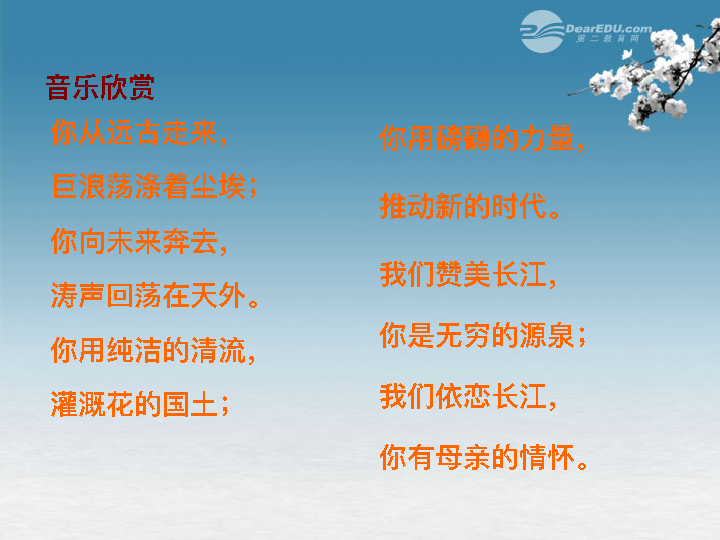 DearEDU.com
第二教育网
音乐欣赏
你从远古走来，
巨浪荡涤着尘埃；
你向未来奔去，
涛声回荡在天外。
你用纯洁的清流，
灌溉花的国土；
你用磅礴的力量，
推动新的时代。
我们赞美长江，
你是无穷的源泉；
我们依恋长江，
你有母亲的情怀。